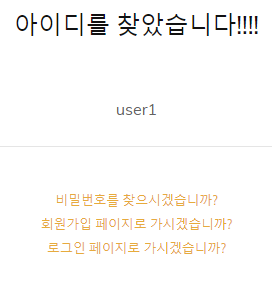 아이디를 찾았습니다!!!!
user1
비밀번호를 찾으시겠습니까?
회원가입 페이지로 가시겠습니까?
로그인 페이지로 가시겠습니까?